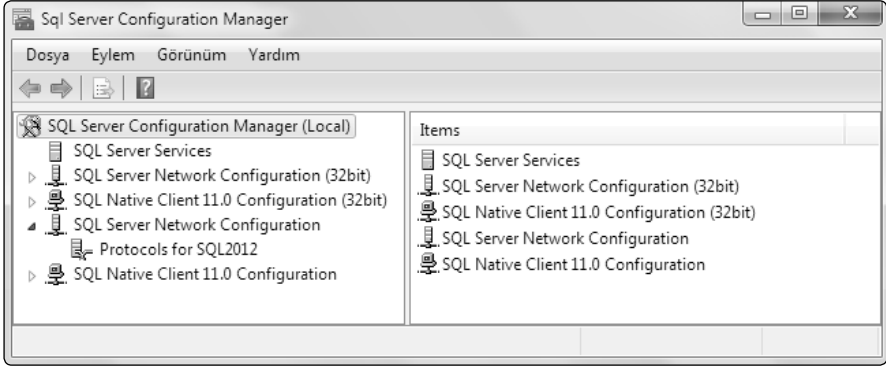 Sql Server Configuration Manager
Dosya Eylem Görünüm Yardım
SQL Server Configuration Manager (Local)
SQL Server Services
SQL Server Network Configuration (32bit)
SQL Native Client 11.0 Configuration (32bit)
SQL Server Network Configuration
Protocols for SQL2012
SQL Native Client 11.0 Configuration
Items
SQL Server Services
SQL Server Network Configuration (32bit)
SQL Native Client 11.0 Configuration (32bit)
SQL Server Network Configuration
SQL Native Client 11.0 Configuration